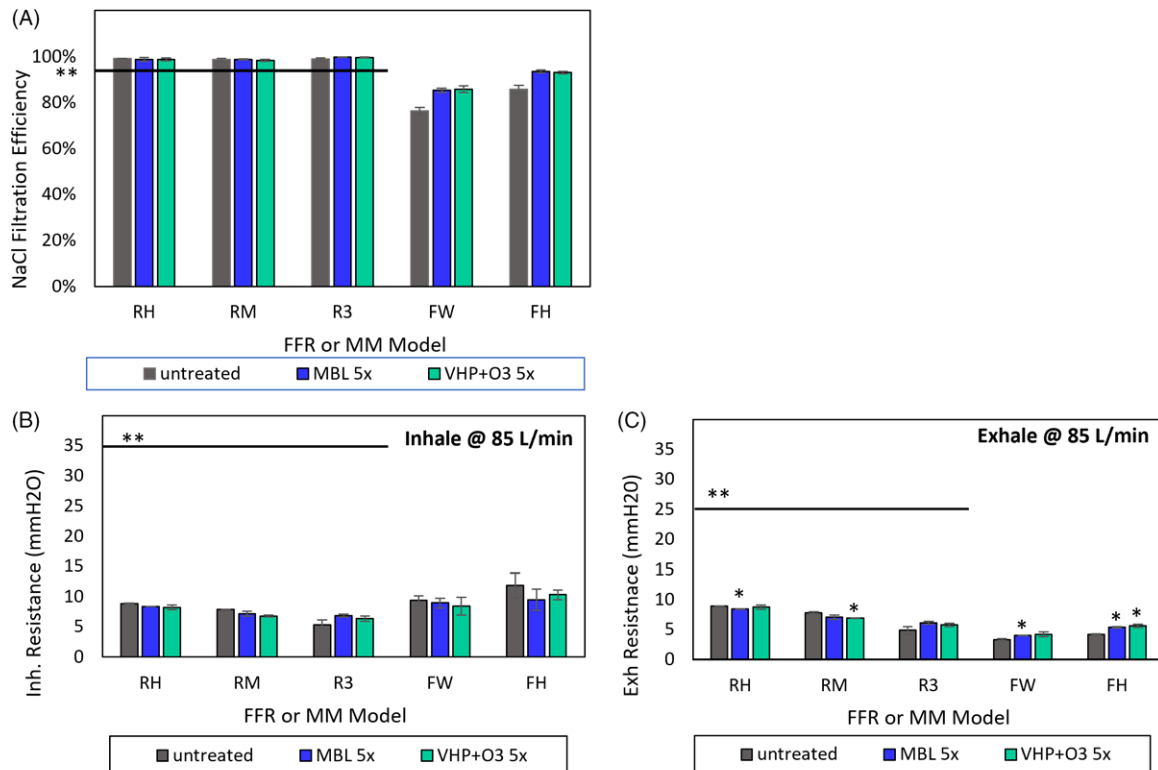 (A)
NaCl Filtration Efficiency
100%
**
80%
60%
40%
20%
0%
RH RM R3 FW FH
FFR or MM Model
untreated MBL 5x VHP+O3 5x
(B)
Inh. Resistance (mmH2O)
** Inhale @ 85 L/min
35
30
25
20
15
10
5
0
RH RM R3 FW FH
FFR or MM Model
untreated MBL 5x VHP+O3 5x
(C)
Exh Resistnace (mmH20)
Exhale @ 85 L/min
35
30
**
25
20
15
10
* * * * *
5
0
RH RM R3 FW FH
FFR or MM Model
untreated MBL 5x VHP+O3 5x